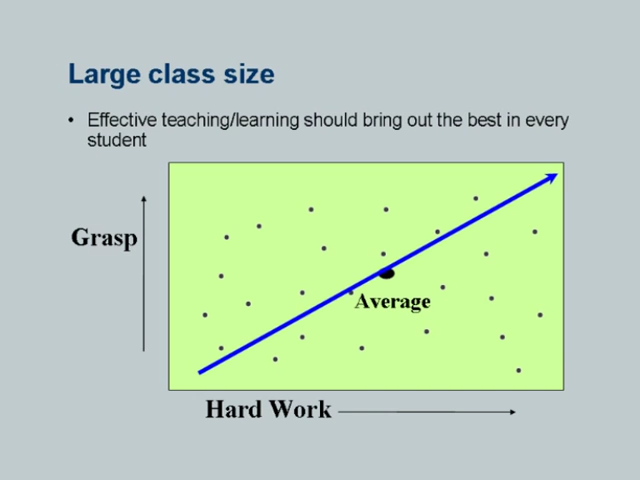 Large class size
• Effective teaching/learning should bring out the best in every
student
Grasp
Average
Hard Work